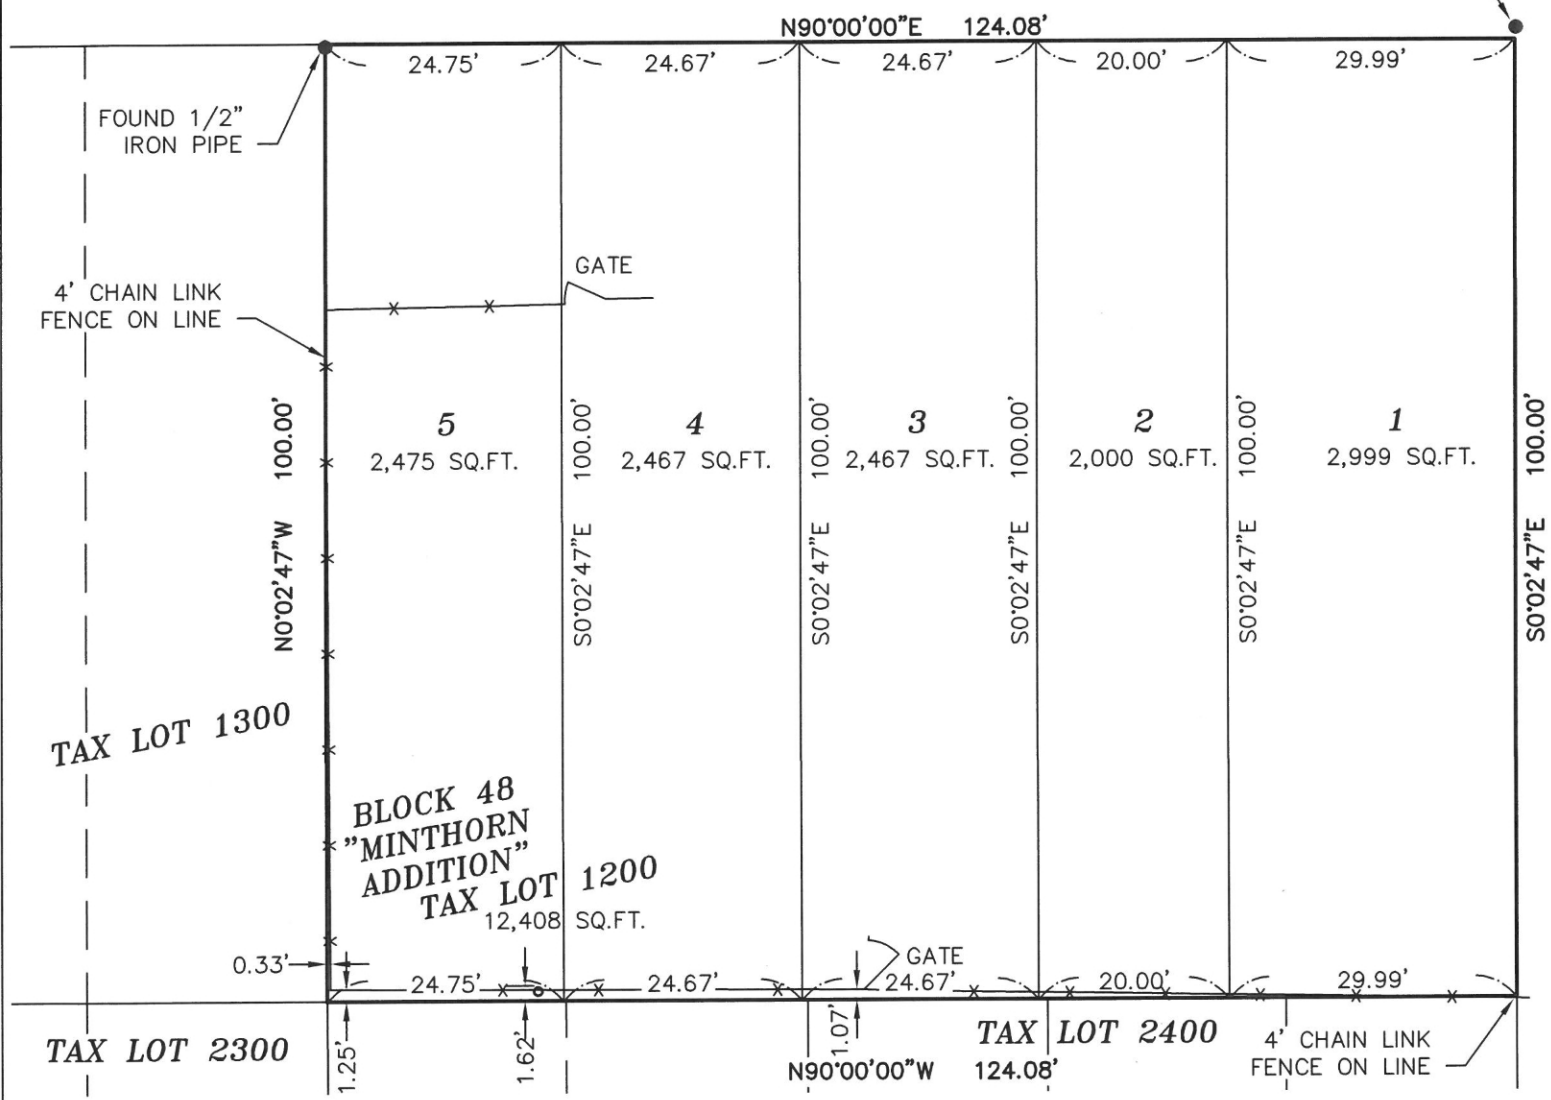 N90°00'00"E 124.08'
24.75'
24.67'
24.67'
20.00'
29.99'
FOUND 1/2"
IRON PIPE
GATE
4' CHAIN LINK
FENCE ON LINE
N0°02'47"W 100.00'
5
2,475 SQ.FT.
S0°02'47"E 100.00'
4
2,467 SQ.FT.
S0°02'47"E 100.00'
3
2,467 SQ.FT.
S0°02'47"E 100.00'
2
2,000 SQ.FT.
S0°02'47"E 100.00'
1
2,999 SQ.FT.
S0°02'47"E 100.00'
TAX LOT 1300
BLOCK 48
"MINTHORN
ADDITION"
TAX LOT 1200
12,408 SQ.FT.
0.33'
24.75'
24.67'
GATE
24.67'
20.00'
29.99'
TAX LOT 2300
1.25'
1.62'
1.07'
TAX LOT 2400
N90°00'00"W 124.08'
4' CHAIN LINK
FENCE ON LINE